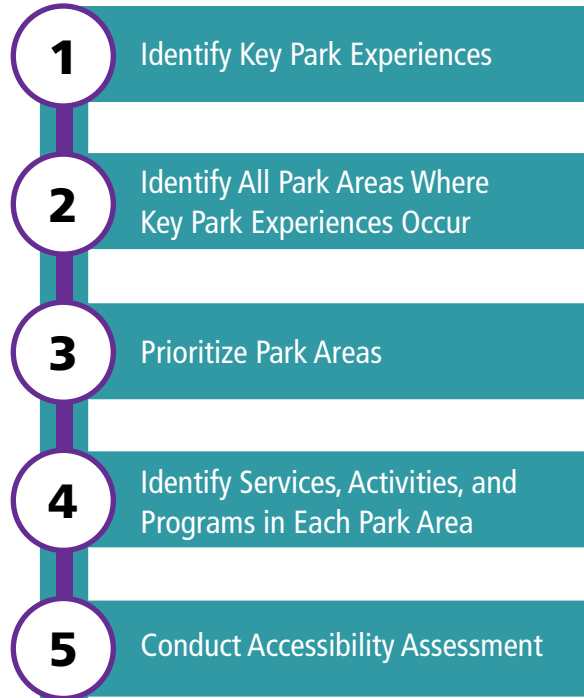 1
Identify Key Park Experiences
2
Identify All Park Areas Where
Key Park Experiences Occur
3
Prioritize Park Areas
4
Identify Services, Activities, and
Programs in Each Park Area
5
Conduct Accessibility Assessment